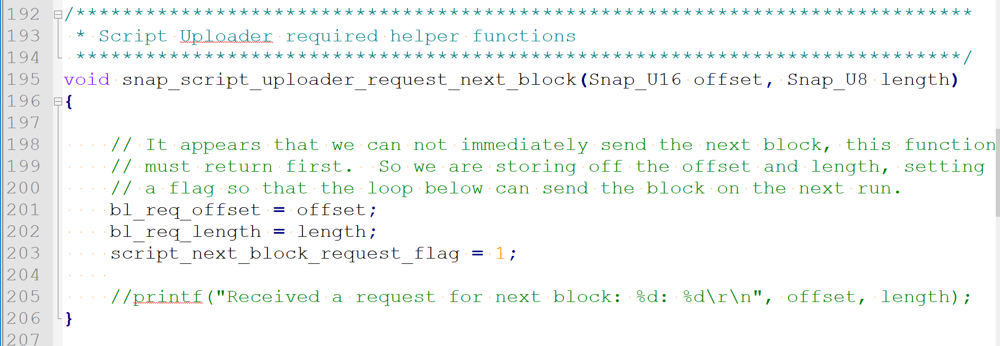 192 /*****************************************************************************
193  * Script Uploader required helper functions
194  ****************************************************************************/
195 void snap_script_uploader_request_next_block(Snap_U16 offset, Snap_U8 length)
196 {
197
198     // It appears that we can not immediately send the next block, this function
199     // must return first.  So we are storing off the offset and length, setting
200     // a flag so that the loop below can send the block on the next run.
201     bl_req_offset = offset;
202     bl_req_length = length;
203     script_next_block_request_flag = 1;
204
205     //printf("Received a request for next block: %d: %d\r\n", offset, length);
206 }
207